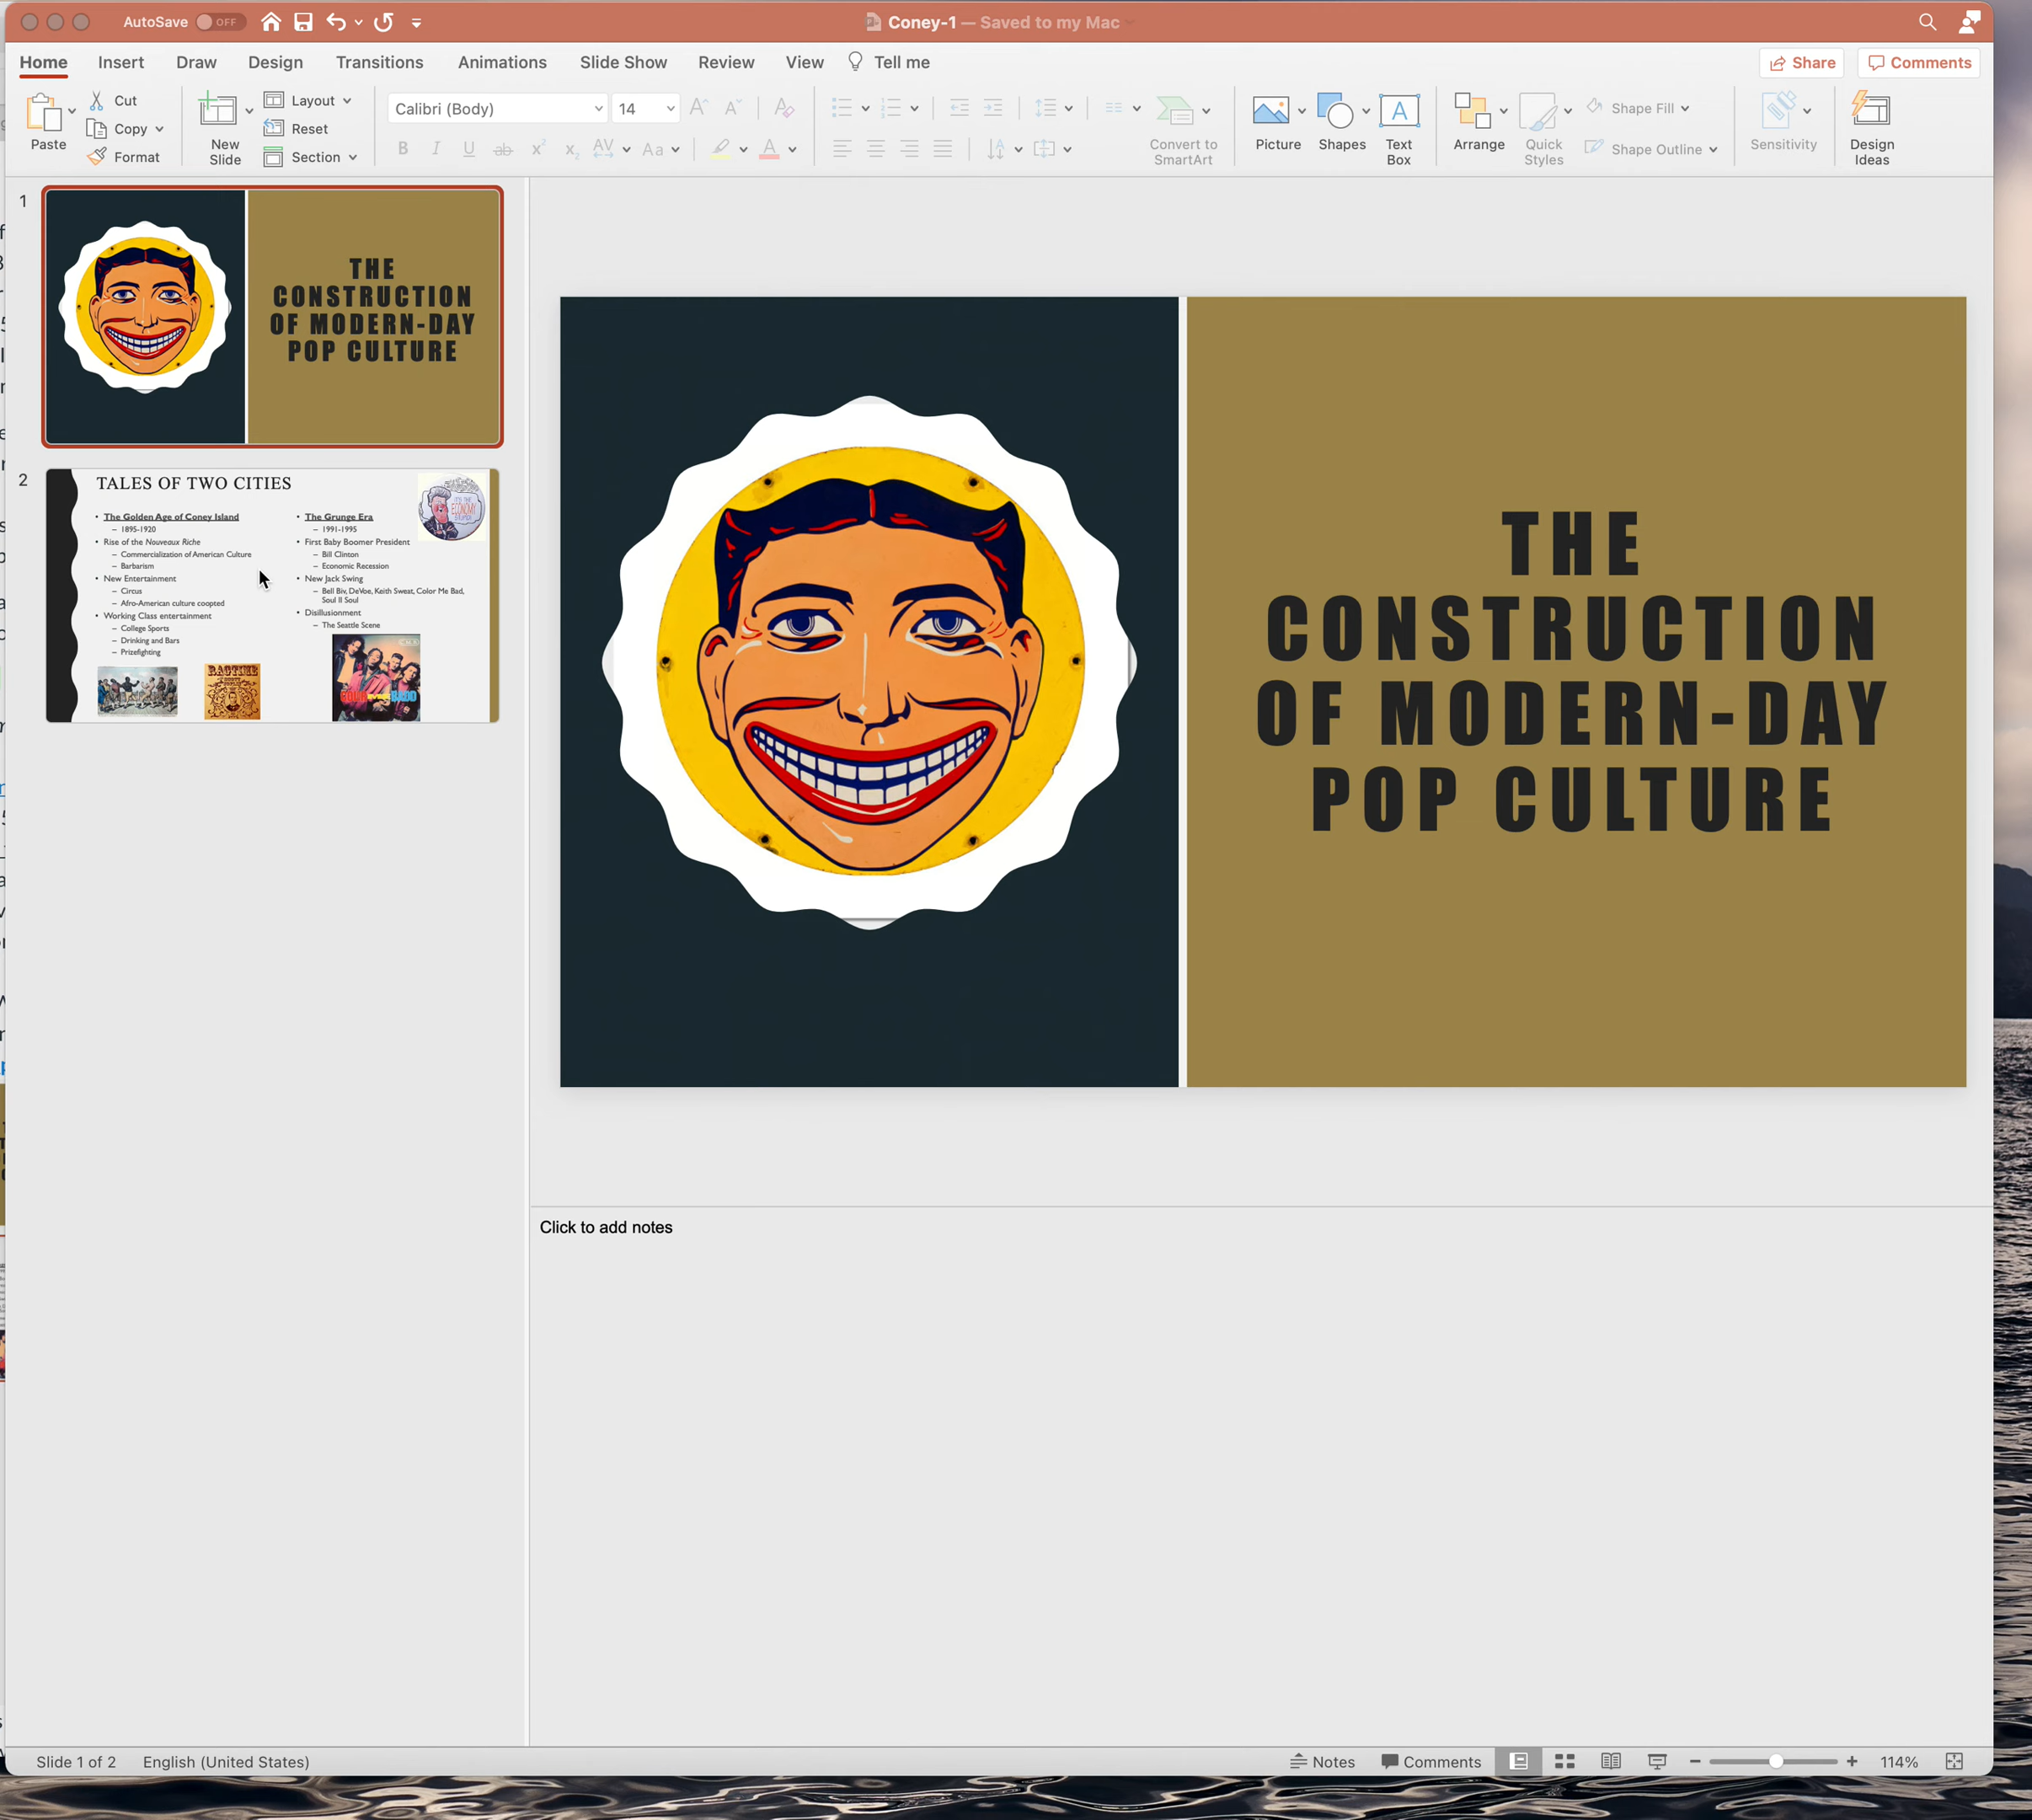 AutoSave OFF
Coney-1 — Saved to my Mac
Home Insert Draw Design Transitions Animations Slide Show Review View Tell me
Share Comments
Paste
Cut
Copy
Format
New
Slide
Layout
Reset
Section
Calibri (Body) 14
Convert to
SmartArt
Picture
Shapes
Text
Box
Arrange
Quick
Styles
Shape Fill
Shape Outline
Sensitivity
Design
Ideas
1
THE
CONSTRUCTION
OF MODERN-DAY
POP CULTURE
2
TALES OF TWO CITIES
• The Golden Age of Coney Island
– 1895-1920
• Rise of the Nouveaux Riche
– Commercialization of American Culture
– Barbarism
• New Entertainment
– Circus
– Afro-American culture coopted
• Working Class entertainment
– College Sports
– Drinking and Bars
– Prizefighting
• The Grunge Era
– 1991-1995
• First Baby Boomer President
– Bill Clinton
– Economic Recession
• New Jack Swing
– Bell Biv, DeVoe, Keith Sweat, Color Me Bad,
Soul II Soul
• Disillusionment
– The Seattle Scene
ECONOMY
RAGTIME
THE
CONSTRUCTION
OF MODERN-DAY
POP CULTURE
Click to add notes
Slide 1 of 2
English (United States)
Notes
Comments
114%